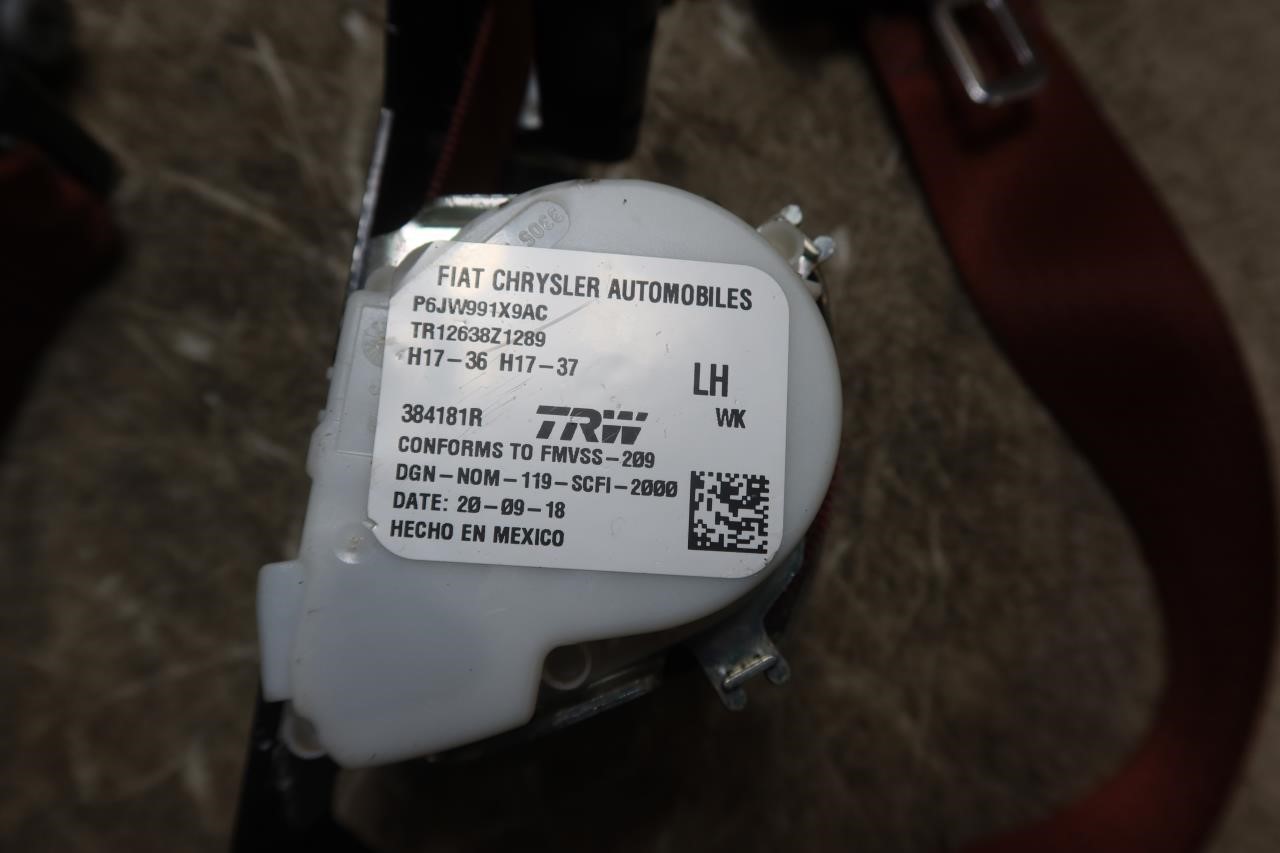 3305
FIAT CHRYSLER AUTOMOBILES
P6JW991X9AC
TR12638Z1289
H17-36 H17-37
LH
384181R TRW WK
CONFORMS TO FMVSS-209
DGN-NOM-119-SCFI-2000
DATE: 20-09-18
HECHO EN MEXICO